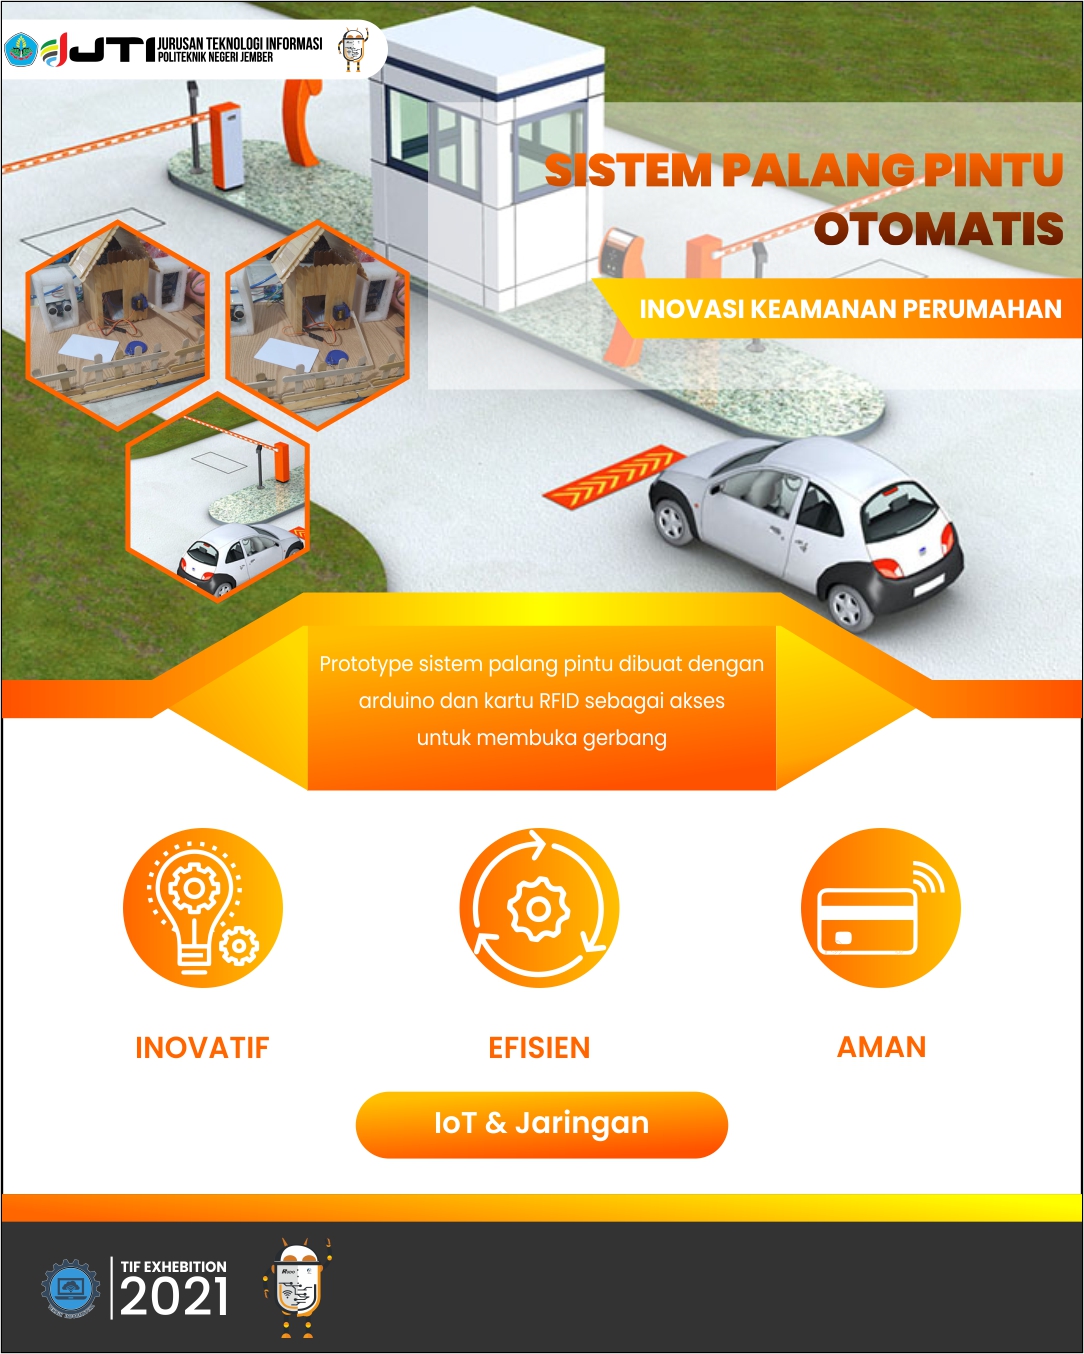 JTI
JURUSAN TEKNOLOGI INFORMASI
POLITEKNIK NEGERI JEMBER
SISTEM PALANG PINTU
OTOMATIS
INOVASI KEAMANAN PERUMAHAN
Prototype sistem palang pintu dibuat dengan
arduino dan kartu RFID sebagai akses
untuk membuka gerbang
INOVATIF
EFISIEN
AMAN
IoT & Jaringan
TIF EXHEBITION
2021